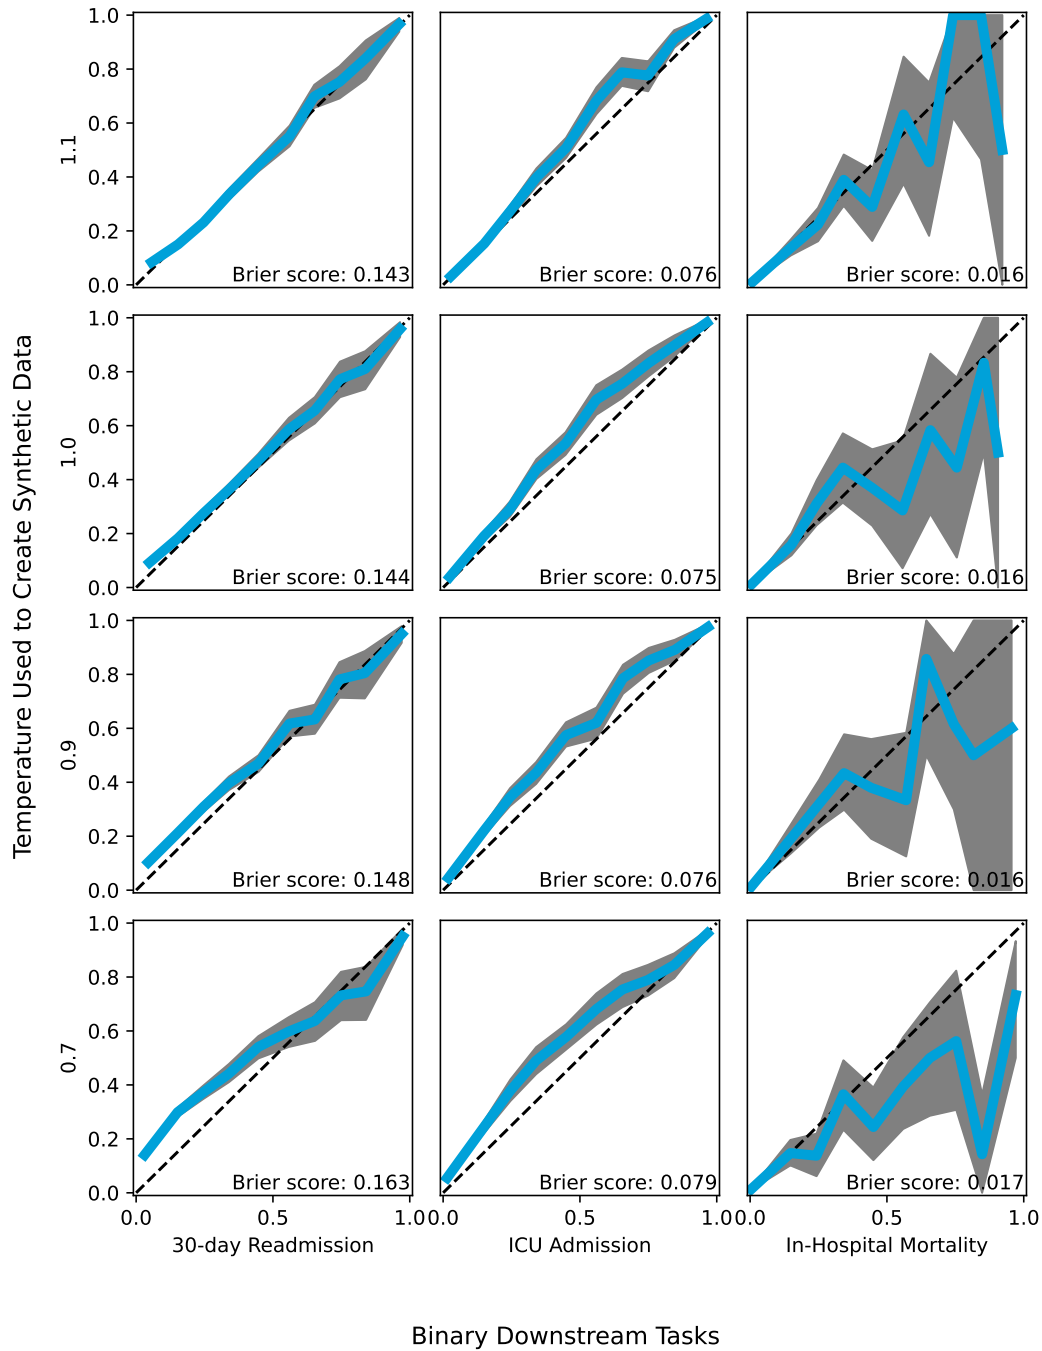 Temperature Used to Create Synthetic Data
1.1
1.0
0.8
0.6
0.4
0.2
0.0
Brier score: 0.143
Brier score: 0.076
Brier score: 0.016
1.0
1.0
0.8
0.6
0.4
0.2
0.0
Brier score: 0.144
Brier score: 0.075
Brier score: 0.016
0.9
1.0
0.8
0.6
0.4
0.2
0.0
Brier score: 0.148
Brier score: 0.076
Brier score: 0.016
0.7
1.0
0.8
0.6
0.4
0.2
0.0
Brier score: 0.163
Brier score: 0.079
Brier score: 0.017
0.0 0.5 1.0 0.0 0.5 1.0 0.0 0.5 1.0
30-day Readmission
ICU Admission
In-Hospital Mortality
Binary Downstream Tasks